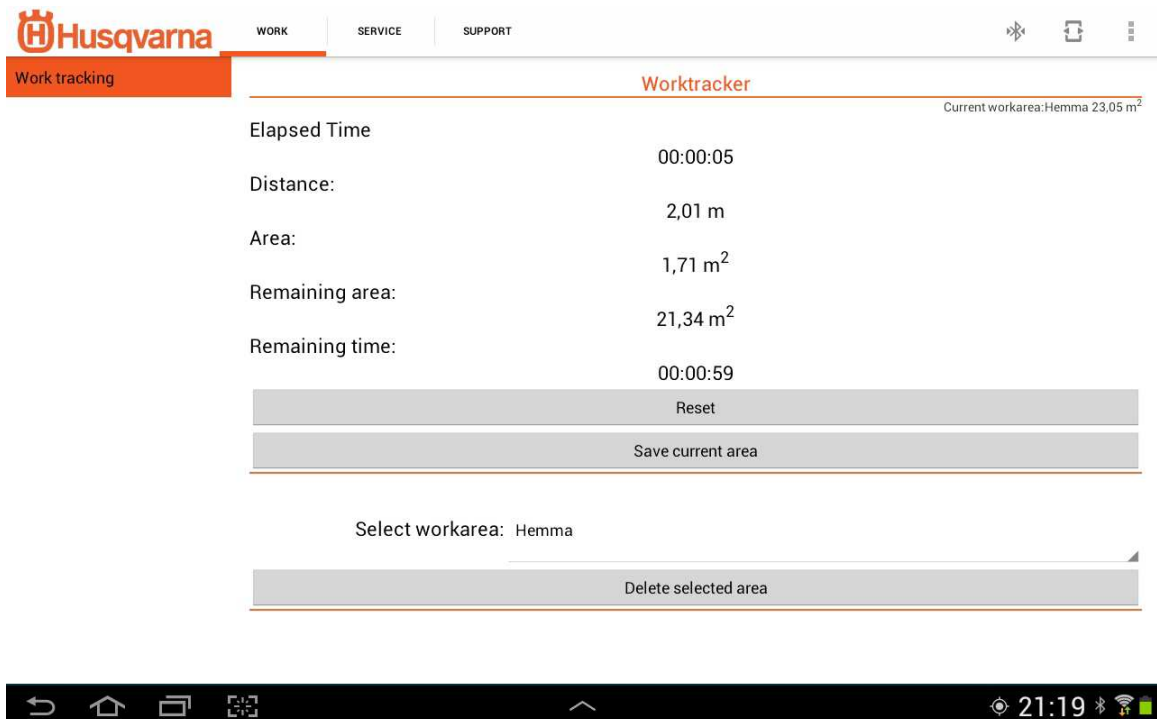 Husqvarna WORK SERVICE SUPPORT
Work tracking
Worktracker
Current workarea:Hemma 23,05 m²
Elapsed Time
00:00:05
Distance:
2,01 m
Area:
1,71 m²
Remaining area:
21,34 m²
Remaining time:
00:00:59
Reset
Save current area
Select workarea: Hemma
Delete selected area
21:19